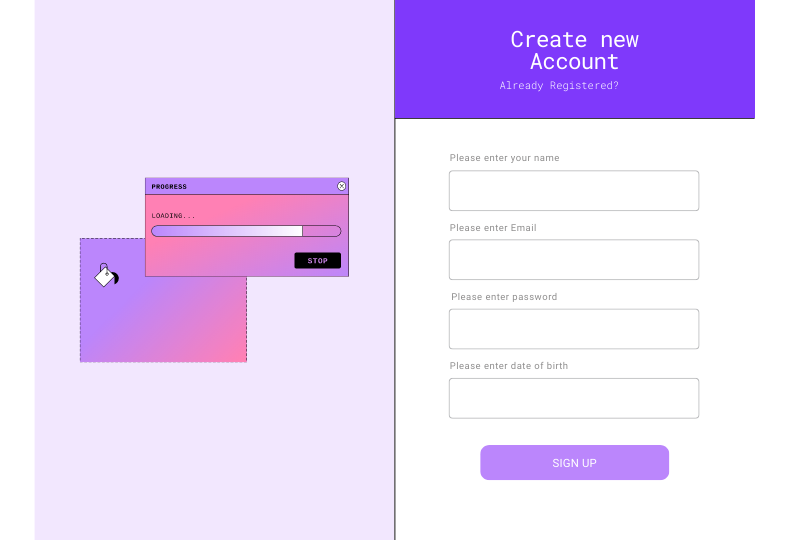 PROGRESS
LOADING...
STOP
Create new
Account
Already Registered?
Please enter your name
Please enter Email
Please enter password
Please enter date of birth
SIGN UP